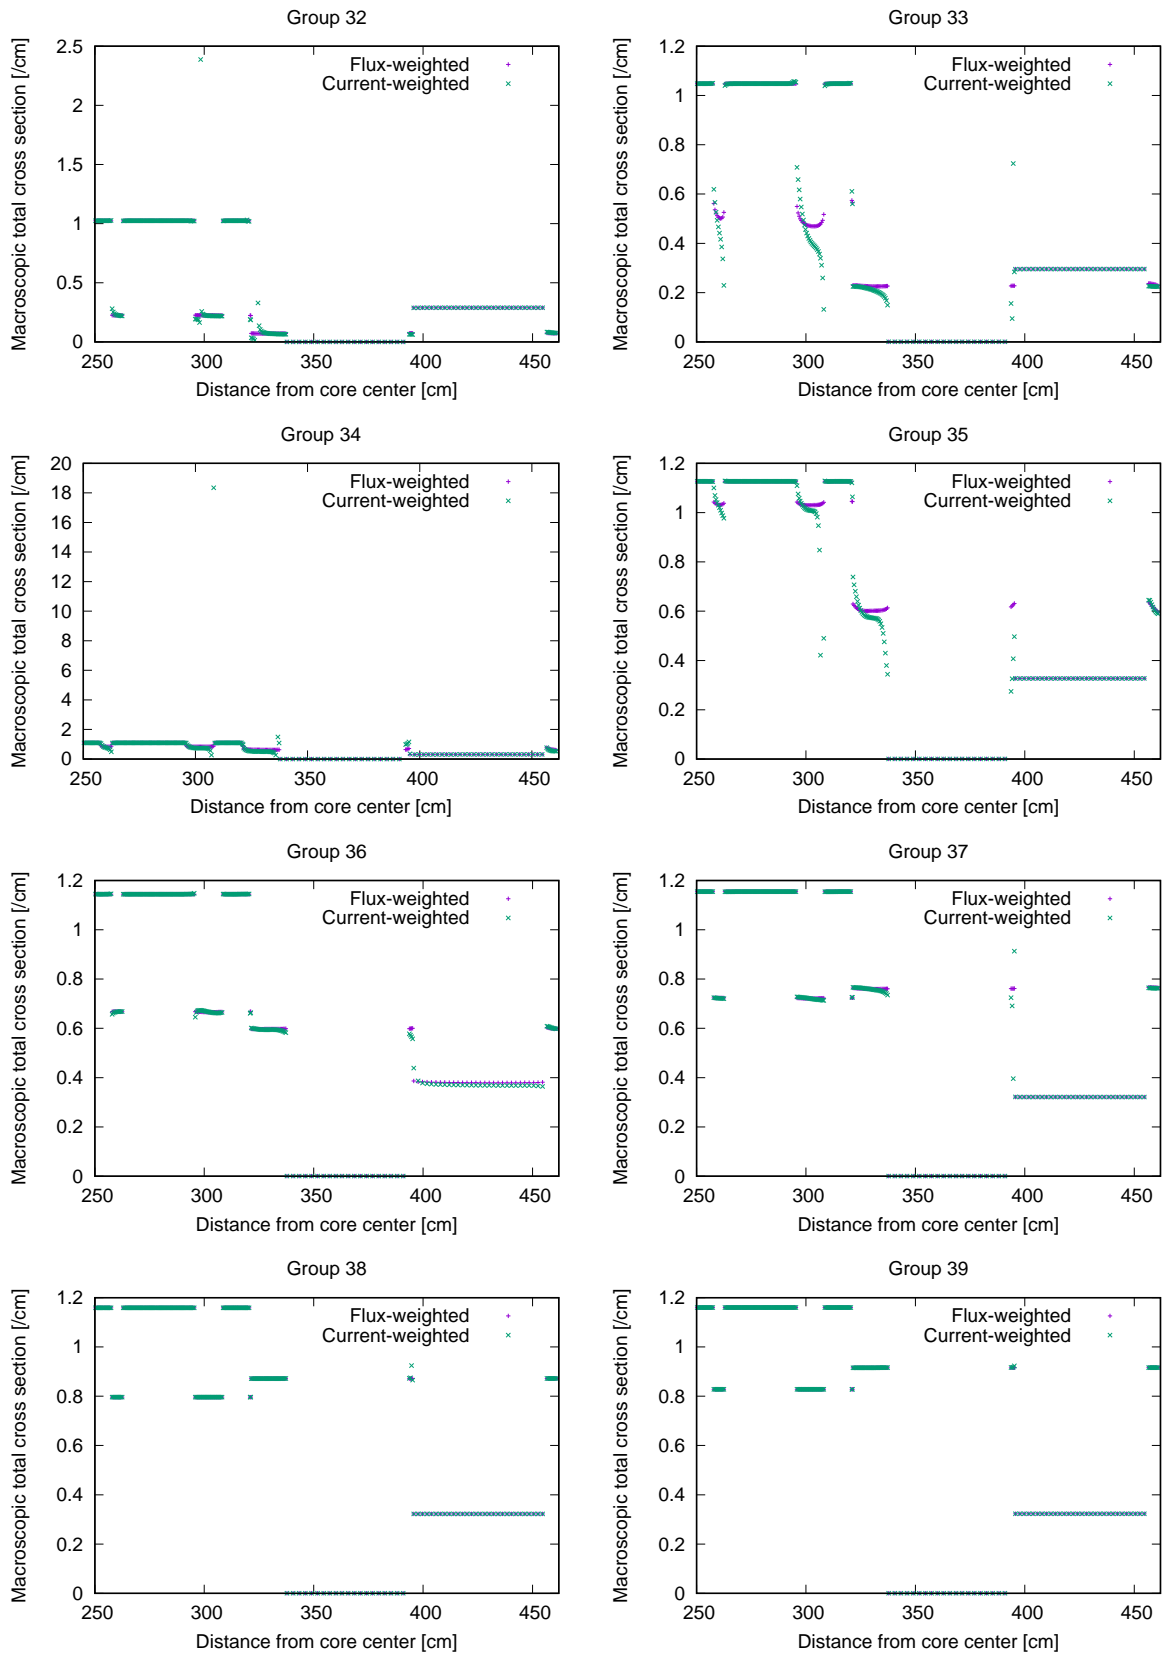 Group 32
Macroscopic total cross section [/cm]
2.5
2
1.5
1
0.5
0
Flux-weighted
Current-weighted
250 300 350 400 450
Distance from core center [cm]
Group 33
Macroscopic total cross section [/cm]
1.2
1
0.8
0.6
0.4
0.2
0
Flux-weighted
Current-weighted
250 300 350 400 450
Distance from core center [cm]
Group 34
Macroscopic total cross section [/cm]
20
18
16
14
12
10
8
6
4
2
0
Flux-weighted
Current-weighted
250 300 350 400 450
Distance from core center [cm]
Group 35
Macroscopic total cross section [/cm]
1.2
1
0.8
0.6
0.4
0.2
0
Flux-weighted
Current-weighted
250 300 350 400 450
Distance from core center [cm]
Group 36
Macroscopic total cross section [/cm]
1.2
1
0.8
0.6
0.4
0.2
0
Flux-weighted
Current-weighted
250 300 350 400 450
Distance from core center [cm]
Group 37
Macroscopic total cross section [/cm]
1.2
1
0.8
0.6
0.4
0.2
0
Flux-weighted
Current-weighted
250 300 350 400 450
Distance from core center [cm]
Group 38
Macroscopic total cross section [/cm]
1.2
1
0.8
0.6
0.4
0.2
0
Flux-weighted
Current-weighted
250 300 350 400 450
Distance from core center [cm]
Group 39
Macroscopic total cross section [/cm]
1.2
1
0.8
0.6
0.4
0.2
0
Flux-weighted
Current-weighted
250 300 350 400 450
Distance from core center [cm]